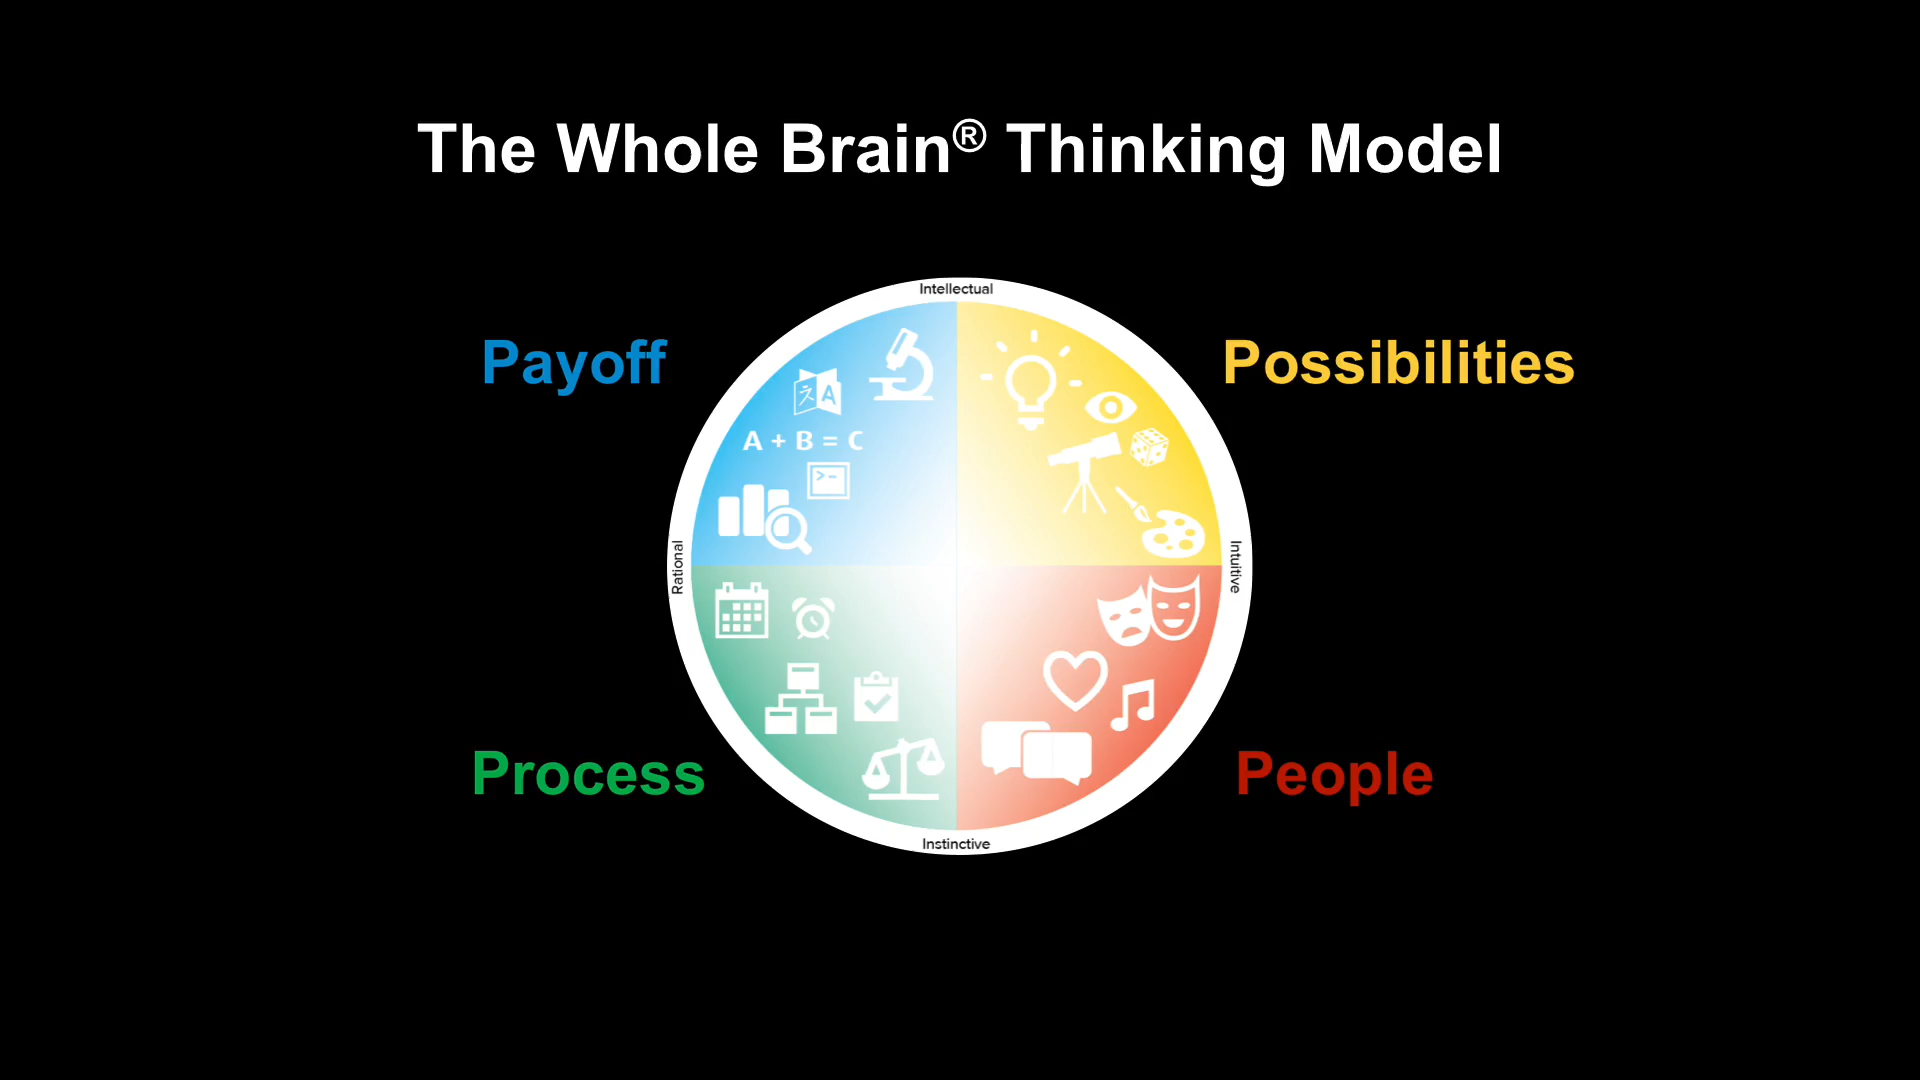 The Whole Brain® Thinking Model
Intellectual
Payoff
Possibilities
A
A + B = C
>-
Rational
Intuitive
Process
People
Instinctive